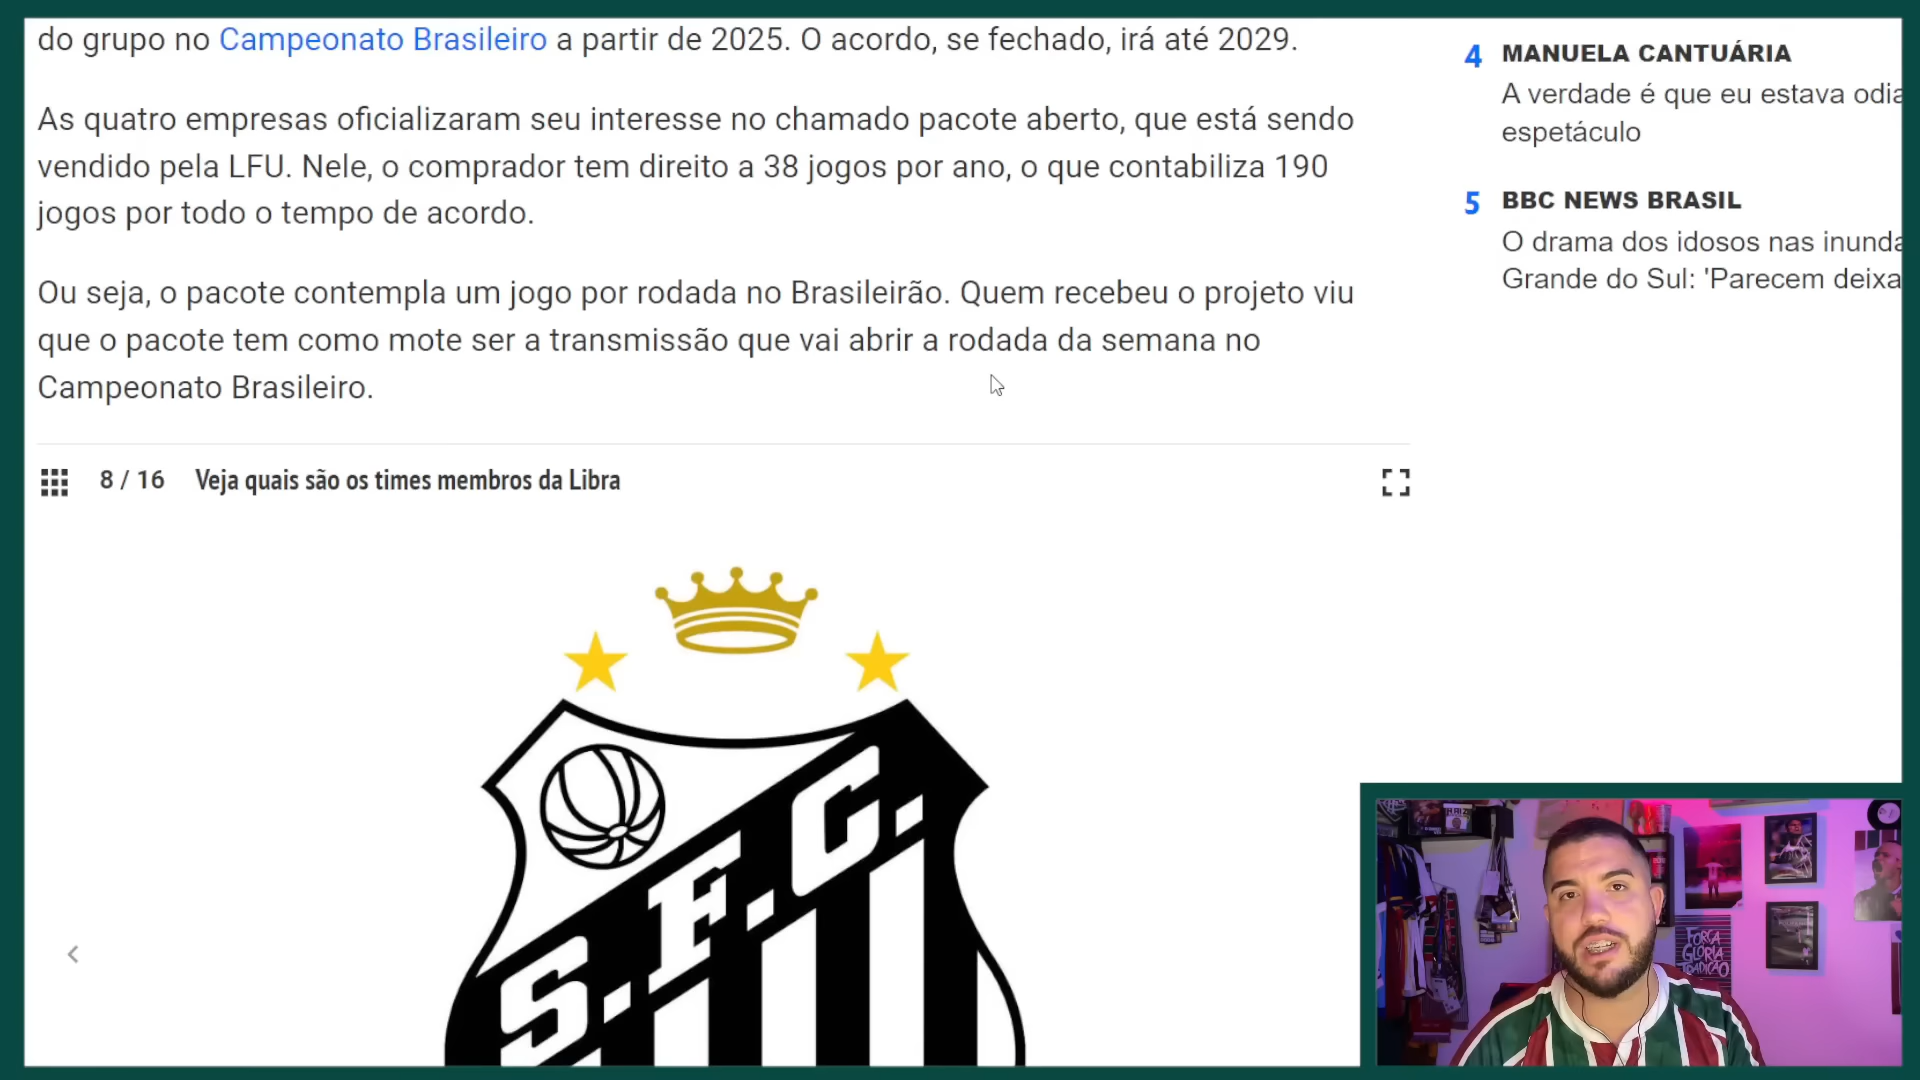 do grupo no Campeonato Brasileiro a partir de 2025. O acordo, se fechado, irá até 2029.
As quatro empresas oficializaram seu interesse no chamado pacote aberto, que está sendo
vendido pela LFU. Nele, o comprador tem direito a 38 jogos por ano, o que contabiliza 190
jogos por todo o tempo de acordo.
Ou seja, o pacote contempla um jogo por rodada no Brasileirão. Quem recebeu o projeto viu
que o pacote tem como mote ser a transmissão que vai abrir a rodada da semana no
Campeonato Brasileiro.
8 / 16 Veja quais são os times membros da Libra
S.F.C.
4 MANUELA CANTUÁRIA
A verdade é que eu estava odia
espetáculo
5 BBC NEWS BRASIL
O drama dos idosos nas inunda
Grande do Sul: 'Parecem deixa
FORÇA
GLÓRIA
TRADIÇÃO